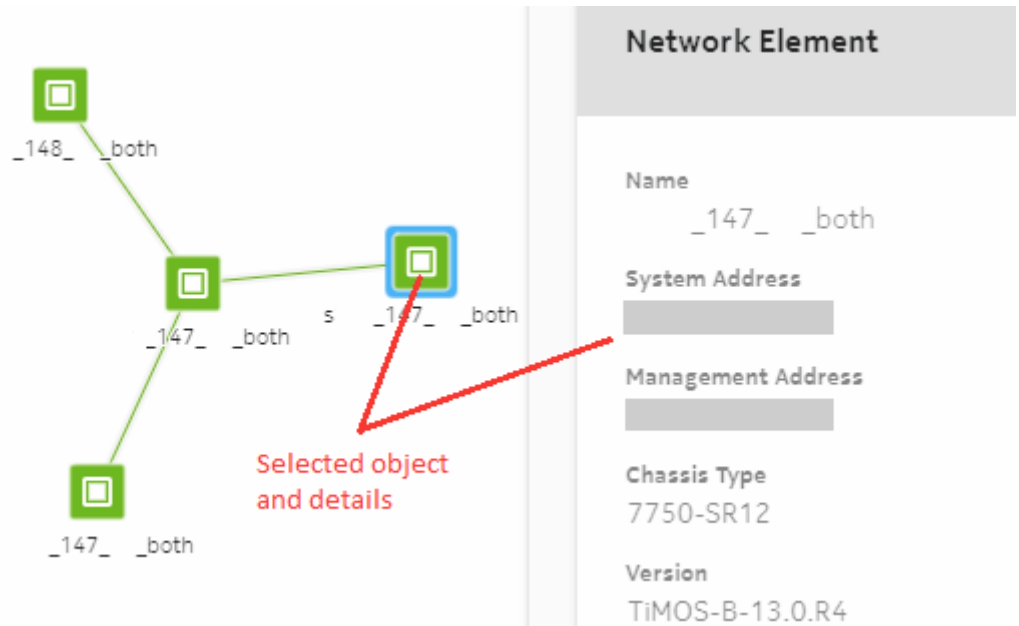 _148_ _both
_147_ _both
s _147_ _both
_147_ _both
Selected object
and details
Network Element
Name
_147_ _both
System Address
Management Address
Chassis Type
7750-SR12
Version
TiMOS-B-13.0.R4